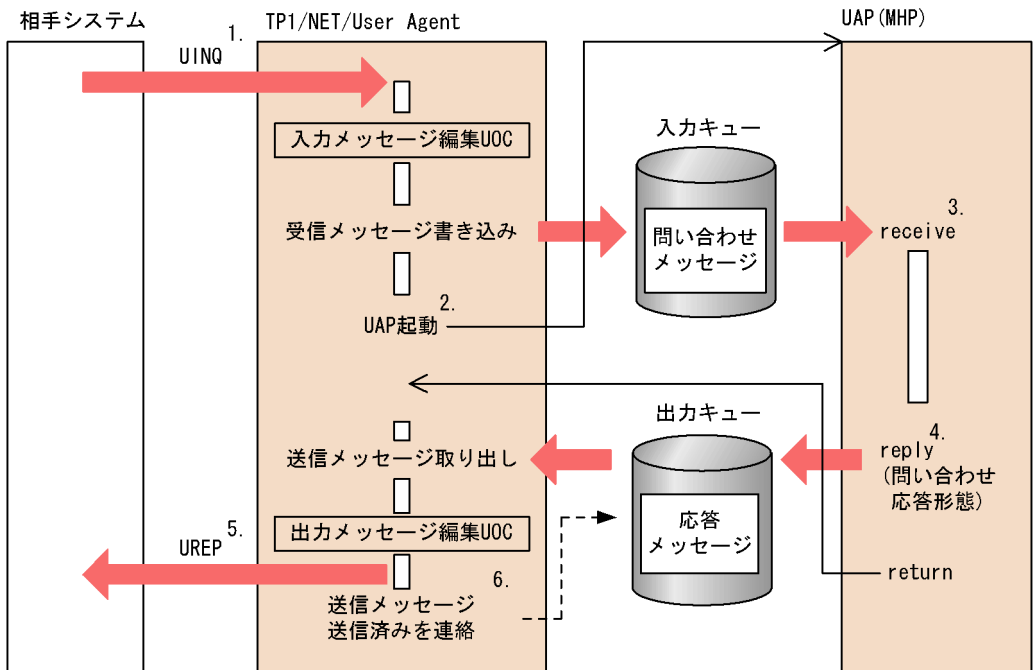 相手システム
TP1/NET/User Agent
UAP(MHP)
1.
UINQ
入力メッセージ編集UOC
入力キュー
受信メッセージ書き込み
問い合わせ
メッセージ
3.
receive
2.
UAP起動
出力キュー
送信メッセージ取り出し
4.
reply
(問い合わせ
応答形態)
5.
UREP
出力メッセージ編集UOC
応答
メッセージ
6.
return
送信メッセージ
送信済みを連絡